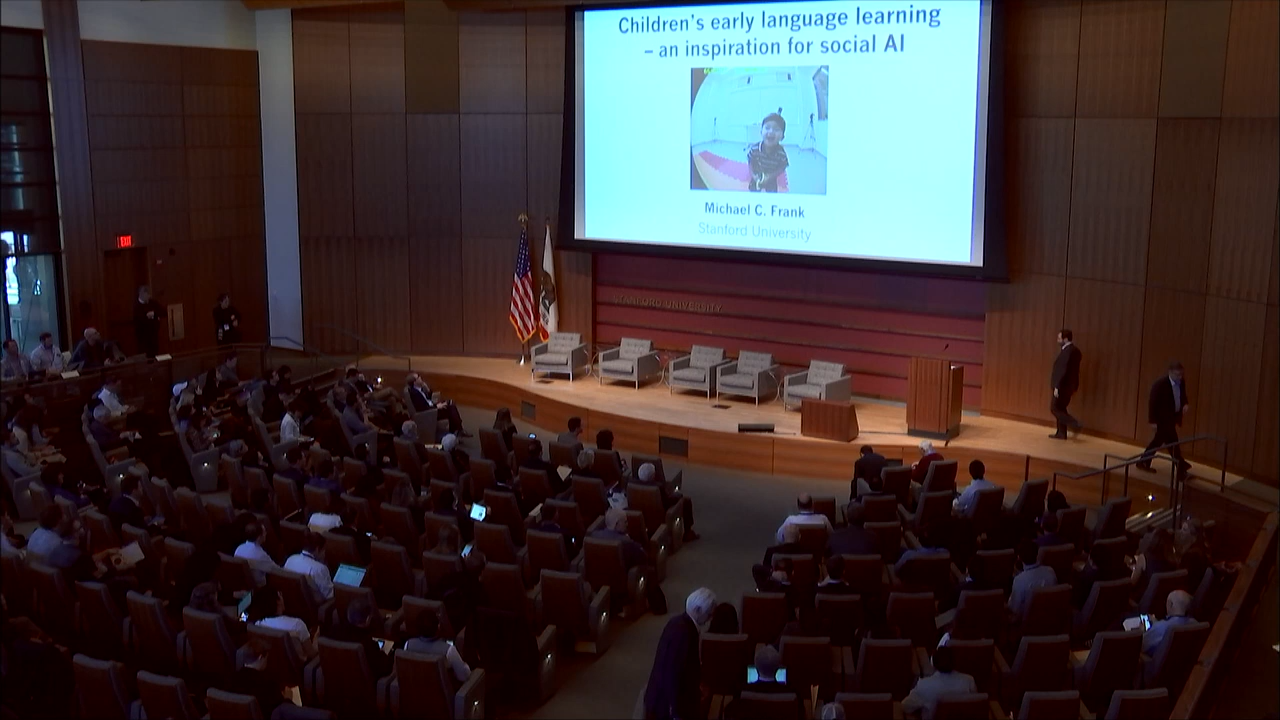 Children's early language learning
– an inspiration for social AI
Michael C. Frank
Stanford University
STANFORD UNIVERSITY
EXIT